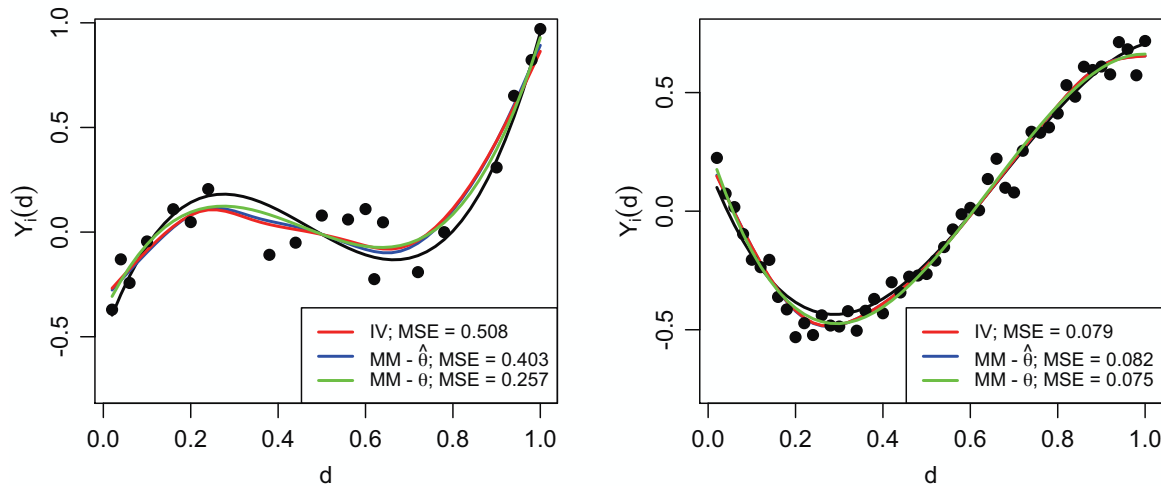 1.0
0.5
0.0
-0.5
Yi(d)
0.0 0.2 0.4 0.6 0.8 1.0
d
IV; MSE = 0.508
MM - θ̂; MSE = 0.403
MM - θ; MSE = 0.257
0.5
0.0
-0.5
Yi(d)
0.0 0.2 0.4 0.6 0.8 1.0
d
IV; MSE = 0.079
MM - θ̂; MSE = 0.082
MM - θ; MSE = 0.075